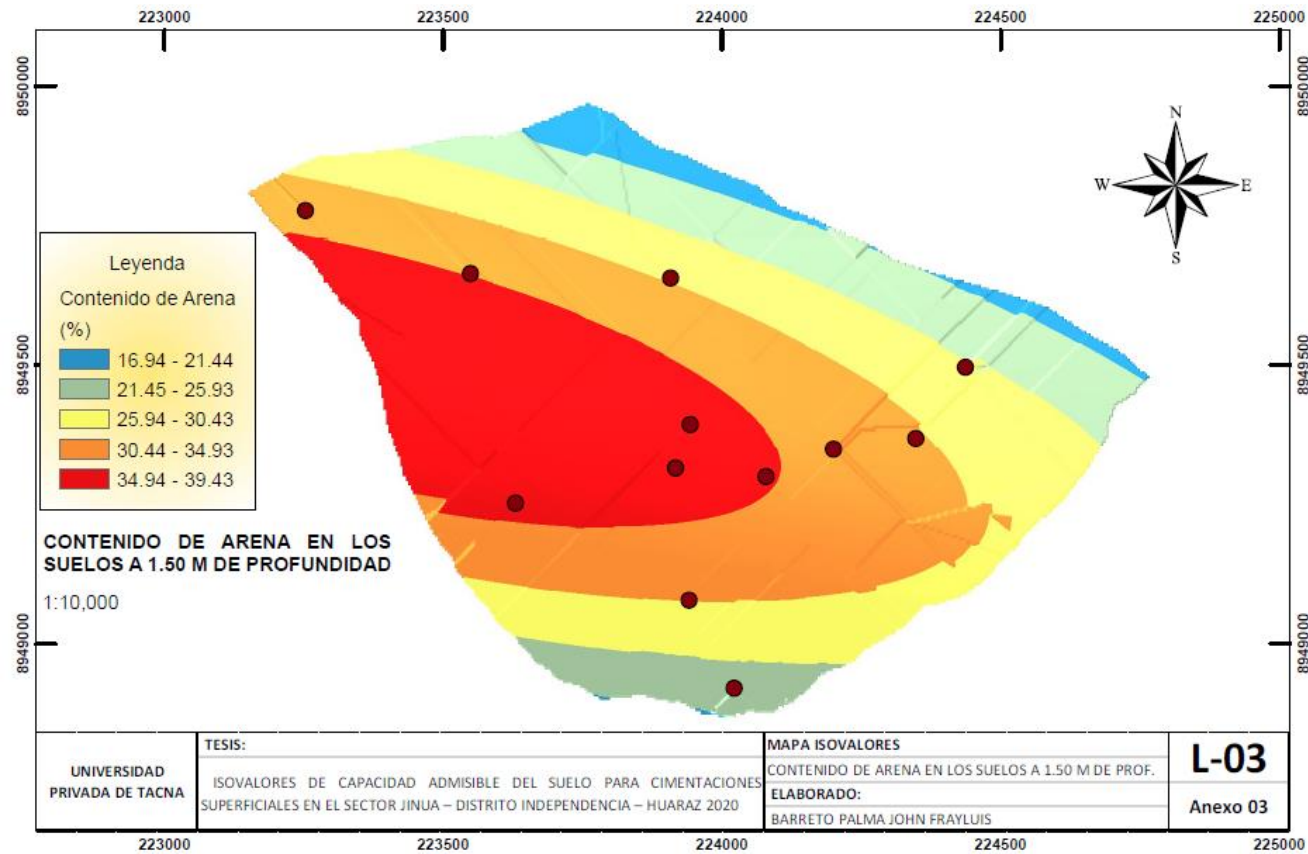 223000 223500 224000 224500 225000
8950000 8950000
N
W E
S
Leyenda
Contenido de Arena
(%)
16.94 - 21.44
21.45 - 25.93
25.94 - 30.43
30.44 - 34.93
34.94 - 39.43
8949500 8949500
CONTENIDO DE ARENA EN LOS
SUELOS A 1.50 M DE PROFUNDIDAD
1:10,000
8949000 8949000
UNIVERSIDAD
PRIVADA DE TACNA
TESIS:
ISOVALORES DE CAPACIDAD ADMISIBLE DEL SUELO PARA CIMENTACIONES
SUPERFICIALES EN EL SECTOR JINUA – DISTRITO INDEPENDENCIA – HUARAZ 2020
MAPA ISOVALORES
CONTENIDO DE ARENA EN LOS SUELOS A 1.50 M DE PROF.
ELABORADO:
BARRETO PALMA JOHN FRAYLUIS
L-03
Anexo 03
223000 223500 224000 224500 225000